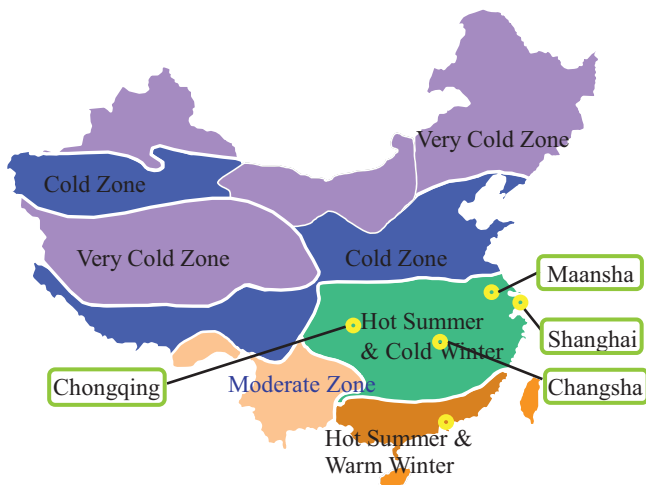 Very Cold Zone
Cold Zone
Very Cold Zone
Cold Zone
Maansha
Hot Summer
& Cold Winter
Shanghai
Chongqing
Moderate Zone
Changsha
Hot Summer &
Warm Winter